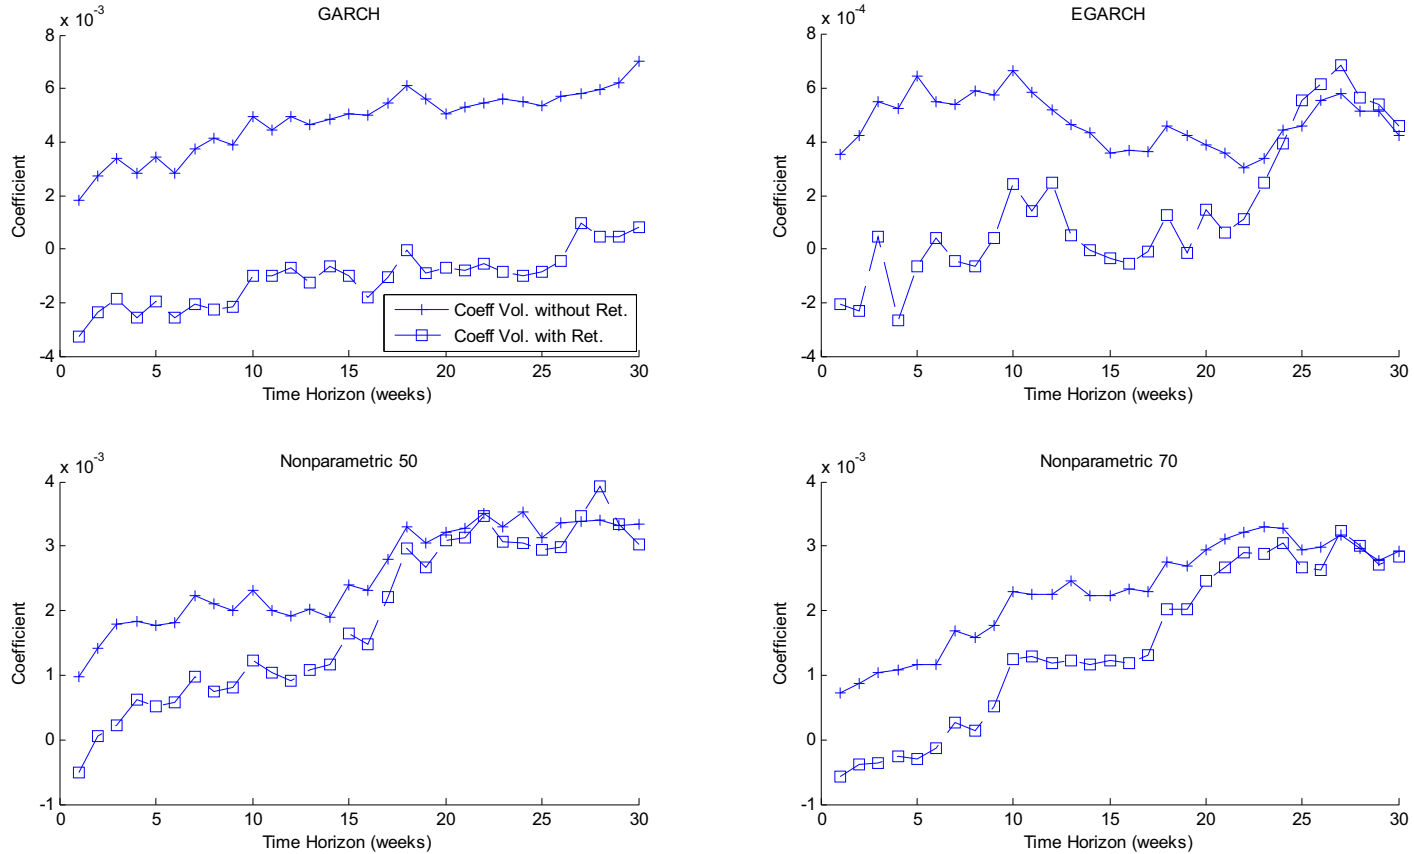 x 10^-3
GARCH
8
6
4
2
0
-2
-4
Coefficient
Coeff Vol. without Ret.
Coeff Vol. with Ret.
0 5 10 15 20 25 30
Time Horizon (weeks)
x 10^-4
EGARCH
8
6
4
2
0
-2
-4
Coefficient
0 5 10 15 20 25 30
Time Horizon (weeks)
x 10^-3
Nonparametric 50
4
3
2
1
0
-1
Coefficient
0 5 10 15 20 25 30
Time Horizon (weeks)
x 10^-3
Nonparametric 70
4
3
2
1
0
-1
Coefficient
0 5 10 15 20 25 30
Time Horizon (weeks)